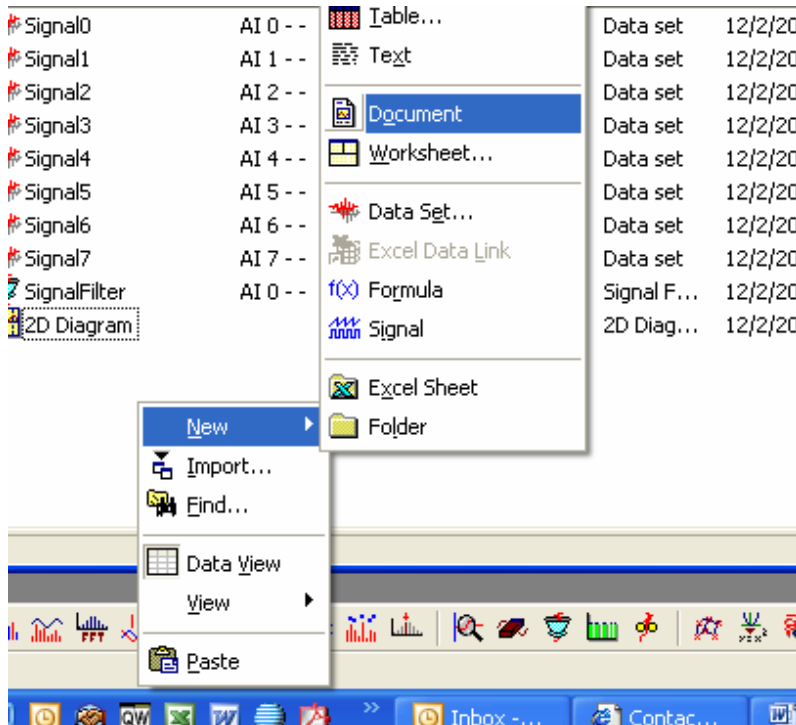 Signal0 AI 0 - - Table... Data set 12/2/20
Signal1 AI 1 - - Text Data set 12/2/20
Signal2 AI 2 - - Data set 12/2/20
Document
Signal3 AI 3 - - Data set 12/2/20
Signal4 AI 4 - - Worksheet... Data set 12/2/20
Signal5 AI 5 - - Data Set... Data set 12/2/20
Signal6 AI 6 - - Data set 12/2/20
Signal7 AI 7 - - Excel Data Link Data set 12/2/20
SignalFilter AI 0 - - f(x) Formula Signal F... 12/2/20
2D Diagram Signal 2D Diag... 12/2/20
Excel Sheet
New Folder
Import...
Find...
Data View
View
FFT
Paste
QW W >> Inbox -... Contac...